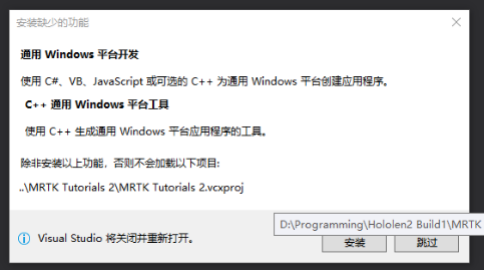 安装缺少的功能
通用 Windows 平台开发
使用 C#、VB、JavaScript 或可选的 C++ 为通用 Windows 平台创建应用程序。
C++ 通用 Windows 平台工具
使用 C++ 生成通用 Windows 平台应用程序的工具。
除非安装以上功能，否则不会加载以下项目:
..\MRTK Tutorials 2\MRTK Tutorials 2.vcxproj
D:\Programming\Hololen2 Build1\MRTK
Visual Studio 将关闭并重新打开。
安装
跳过